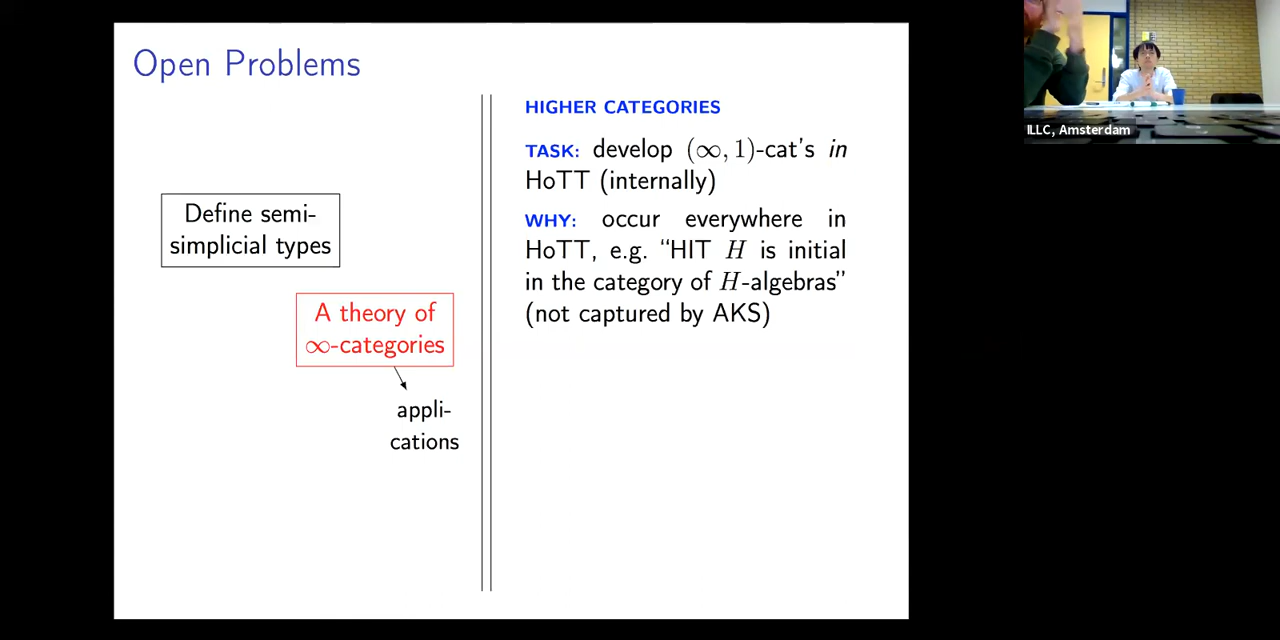 Open Problems
Define semi-
simplicial types
A theory of
∞-categories
appli-
cations
HIGHER CATEGORIES
TASK: develop (∞, 1)-cat's in
HoTT (internally)
WHY: occur everywhere in
HoTT, e.g. “HIT H is initial
in the category of H-algebras”
(not captured by AKS)
ILLC, Amsterdam